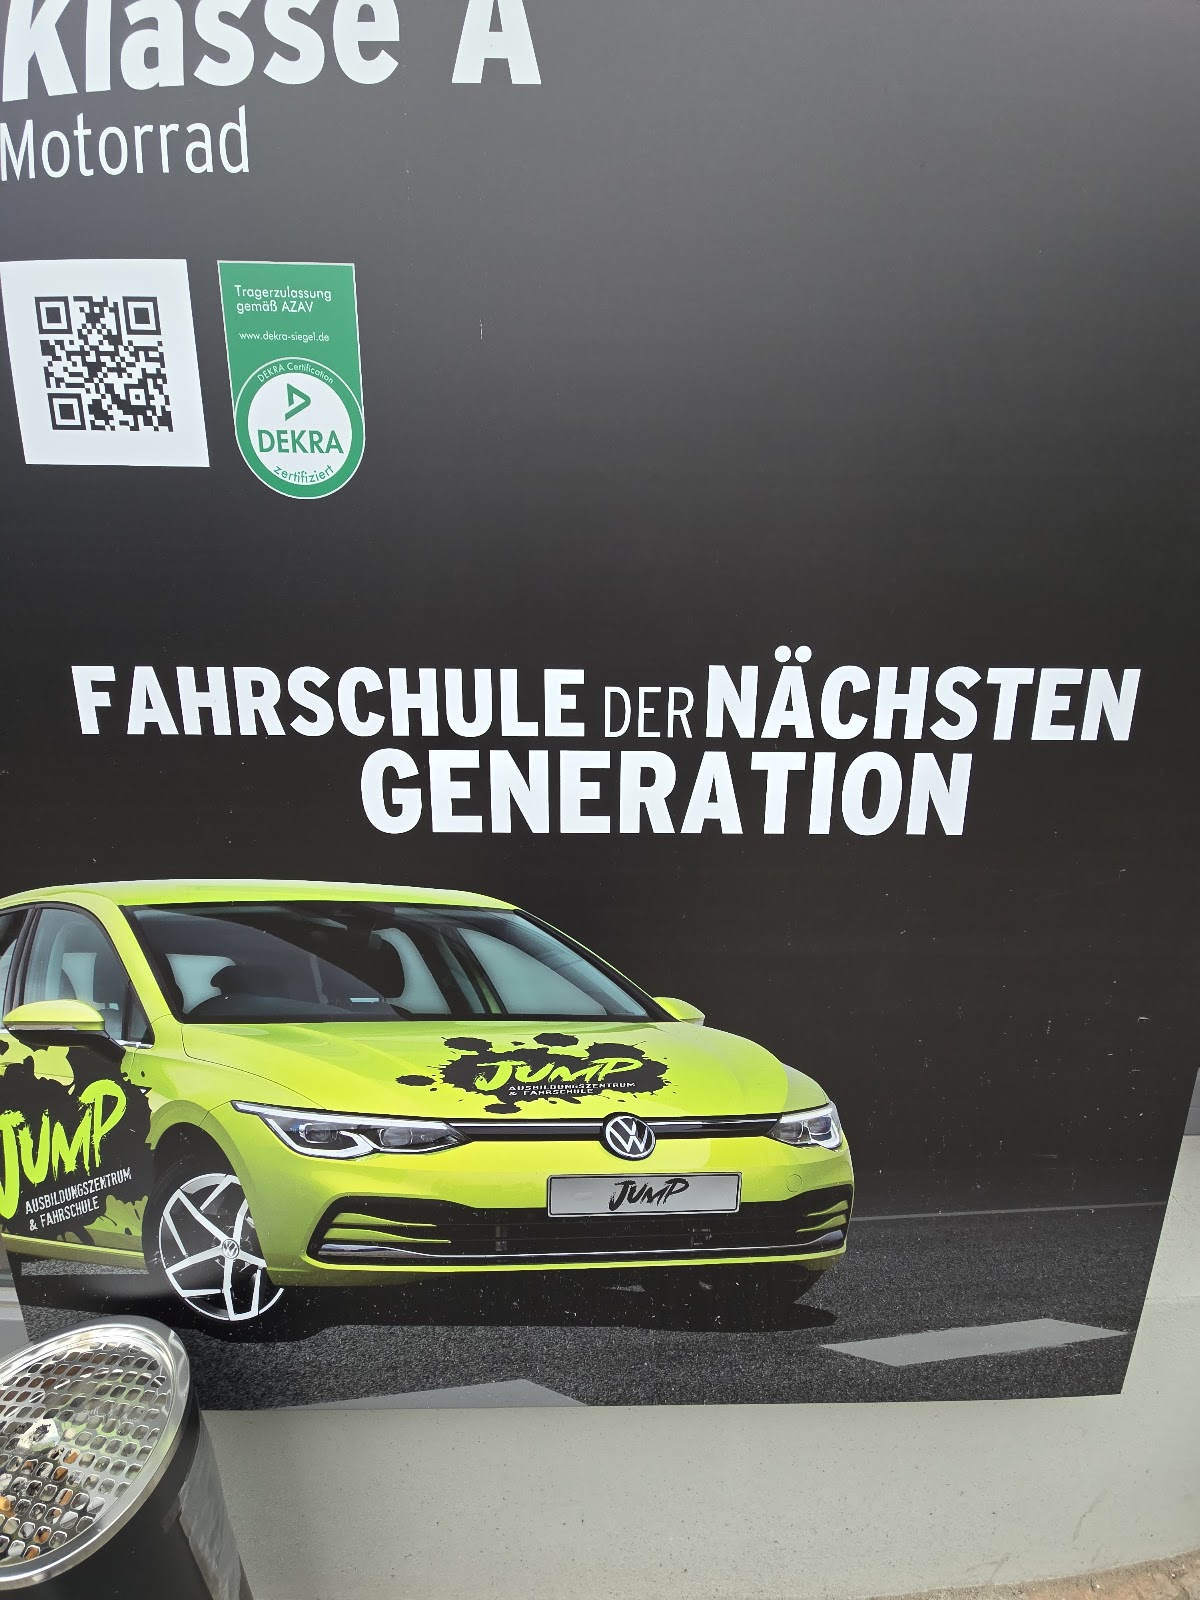 Klasse A
Motorrad
Trägerzulassung
gemäß AZAV
www.dekra-siegel.de
DEKRA Certification
DEKRA
zertifiziert
FAHRSCHULE DER NÄCHSTEN
GENERATION
JUMP
AUSBILDUNGSZENTRUM
& FAHRSCHULE
JUMP
JUMP
AUSBILDUNGSZENTRUM
& FAHRSCHULE